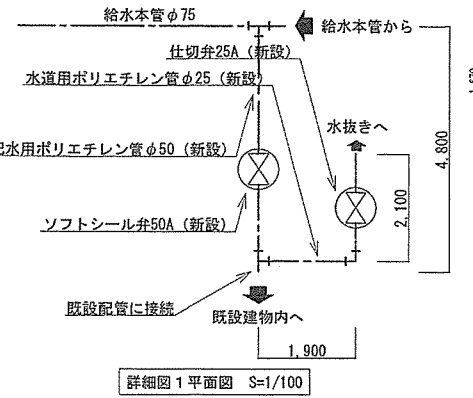 給水本管φ75
給水本管から
仕切弁25A (新設)
水道用ポリエチレン管φ25 (新設)
水抜きへ
配水用ポリエチレン管φ50 (新設)
4,800
2,100
ソフトシール弁50A (新設)
既設配管に接続
既設建物内へ
1,900
詳細図1平面図 S=1/100